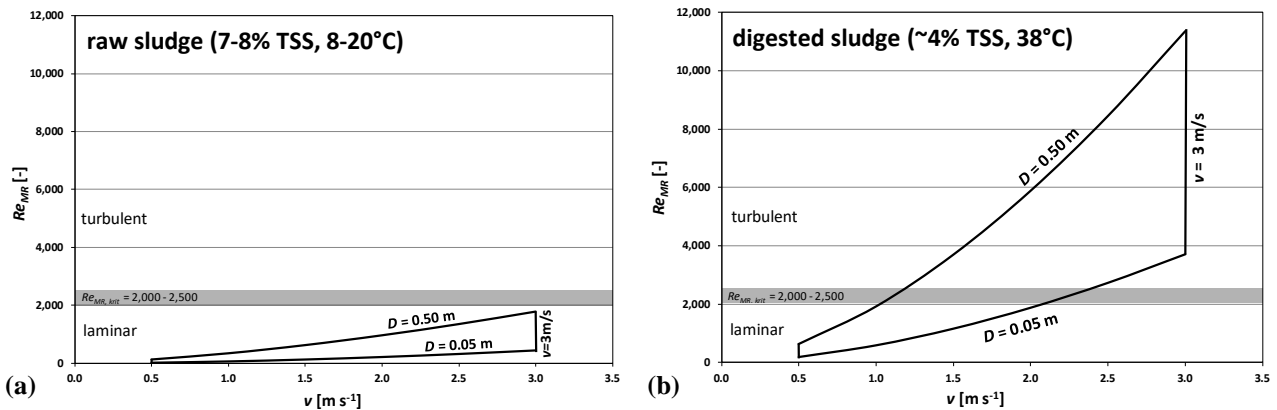 raw sludge (7-8% TSS, 8-20°C)
12,000
10,000
8,000
6,000
4,000
2,000
0
Re_MR [-]
turbulent
Re_MR, krit = 2,000 - 2,500
laminar
D = 0.50 m
D = 0.05 m
v=3m/s
0.0 0.5 1.0 1.5 2.0 2.5 3.0 3.5
v [m s⁻¹]
(a)
digested sludge (~4% TSS, 38°C)
12,000
10,000
8,000
6,000
4,000
2,000
0
Re_MR [-]
turbulent
Re_MR, krit = 2,000 - 2,500
laminar
D = 0.50 m
D = 0.05 m
v = 3 m/s
0.0 0.5 1.0 1.5 2.0 2.5 3.0 3.5
v [m s⁻¹]
(b)